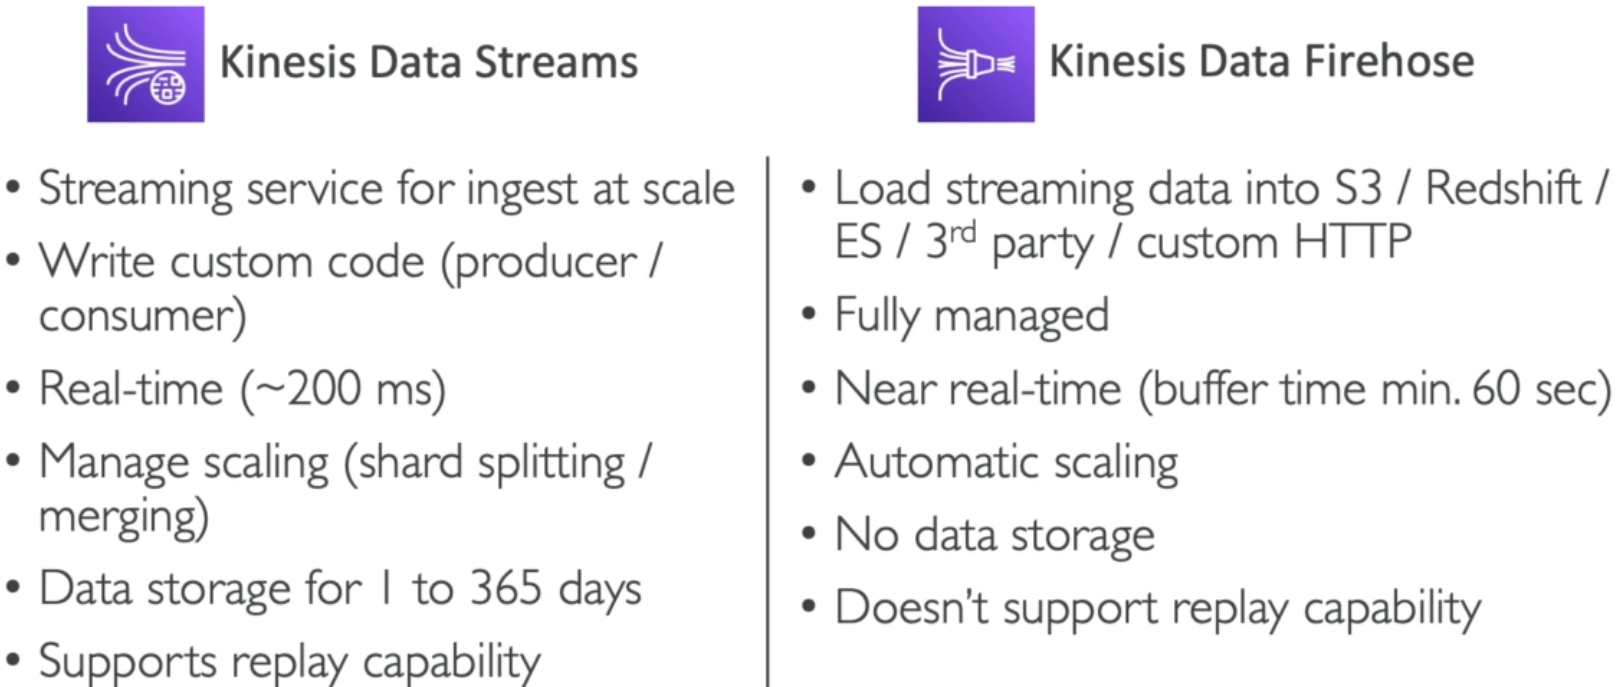 Kinesis Data Streams
• Streaming service for ingest at scale
• Write custom code (producer /
consumer)
• Real-time (~200 ms)
• Manage scaling (shard splitting /
merging)
• Data storage for 1 to 365 days
• Supports replay capability
Kinesis Data Firehose
• Load streaming data into S3 / Redshift /
ES / 3rd party / custom HTTP
• Fully managed
• Near real-time (buffer time min. 60 sec)
• Automatic scaling
• No data storage
• Doesn't support replay capability